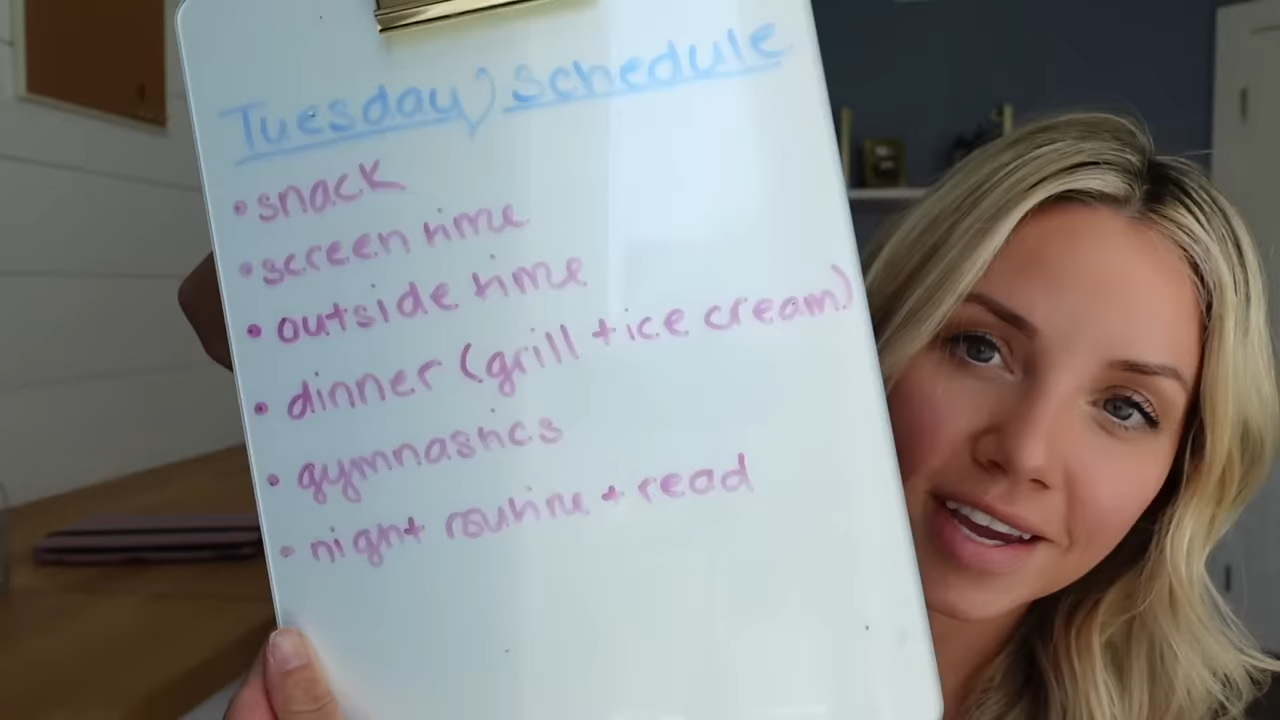 Tuesday Schedule
• snack
• screen time
• outside time
• dinner (grill + ice cream)
• gymnastics
• night routine + read